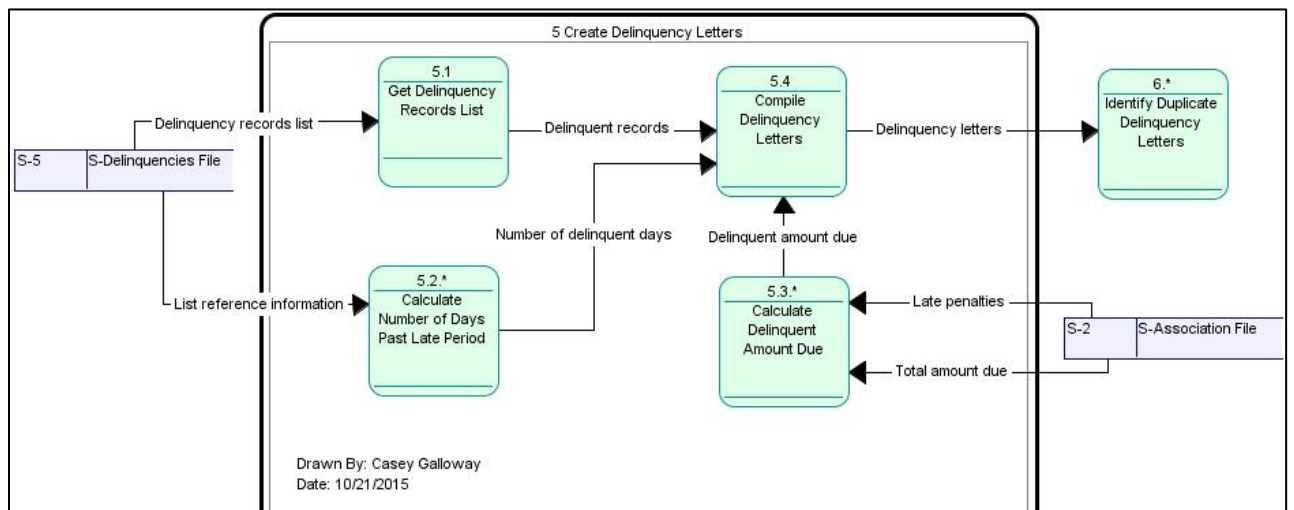 5 Create Delinquency Letters
5.1
Get Delinquency
Records List
5.4
Compile
Delinquency
Letters
6.*
Identify Duplicate
Delinquency
Letters
Delinquency records list
Delinquent records
Delinquency letters
S-5
S-Delinquencies File
Number of delinquent days
Delinquent amount due
5.2.*
Calculate
Number of Days
Past Late Period
List reference information
5.3.*
Calculate
Delinquent
Amount Due
Late penalties
S-2
S-Association File
Total amount due
Drawn By: Casey Galloway
Date: 10/21/2015